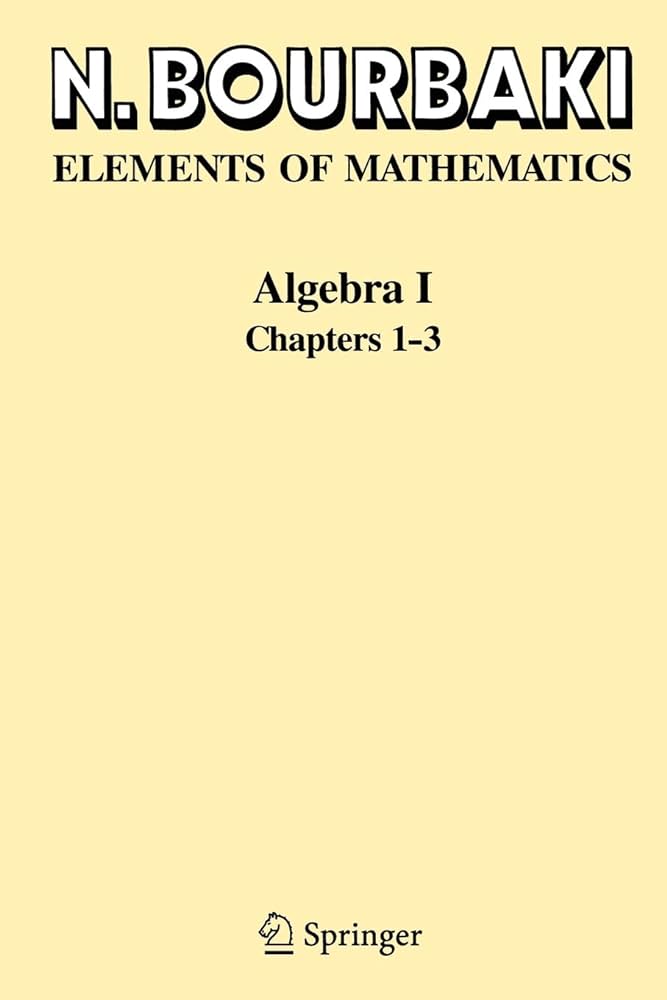 N. BOURBAKI
ELEMENTS OF MATHEMATICS
Algebra I
Chapters 1-3
Springer